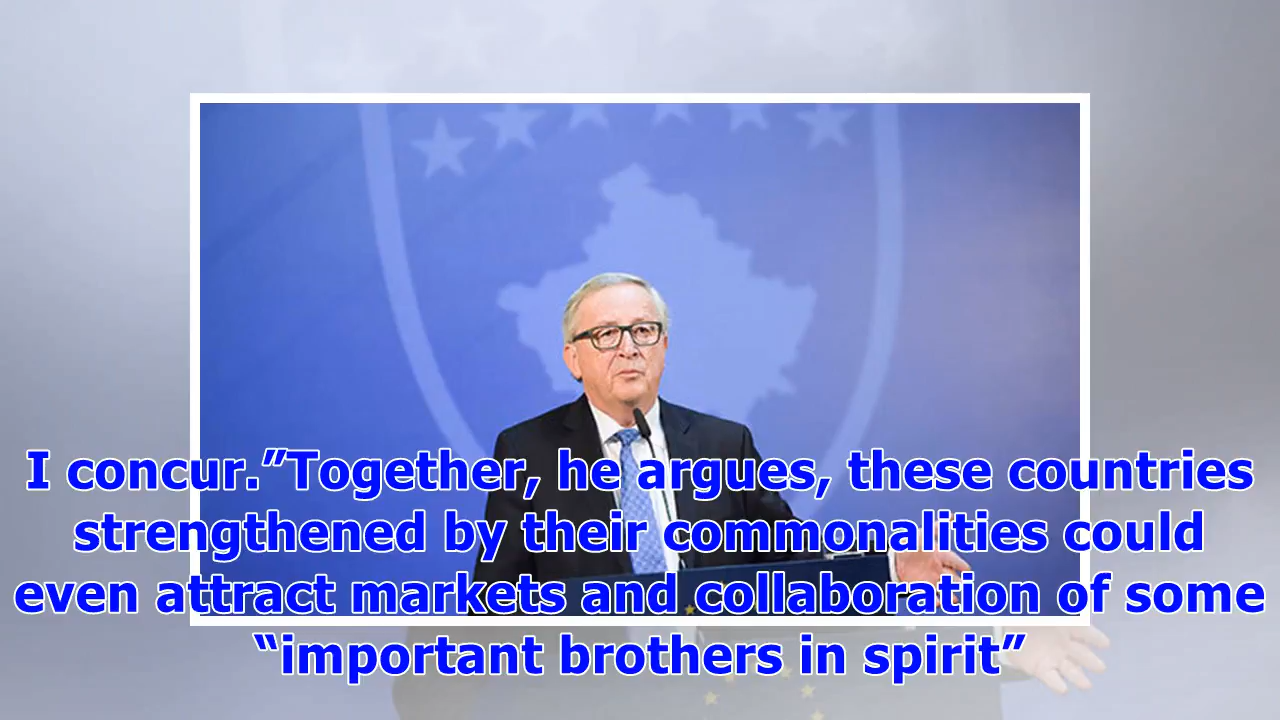 I concur.”Together, he argues, these countries
strengthened by their commonalities could
even attract markets and collaboration of some
“important brothers in spirit”